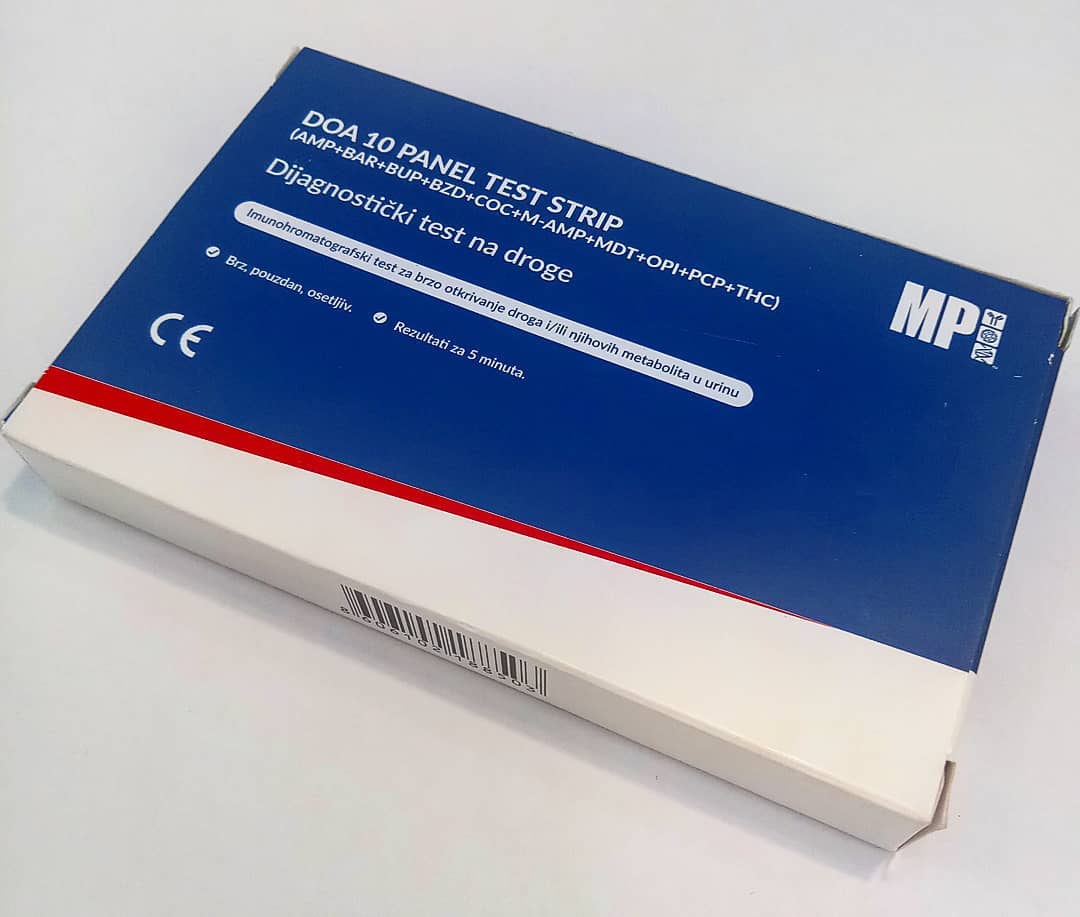 DOA 10 PANEL TEST STRIP
(AMP+BAR+BUP+BZD+COC+M-AMP+MDT+OPI+PCP+THC)
Dijagnostički test na droge
Imunohromatografski test za brzo otkrivanje droga i/ili njihovih metabolita u urinu
Brz, pouzdan, osetljiv.
Rezultati za 5 minuta.
CE
MP